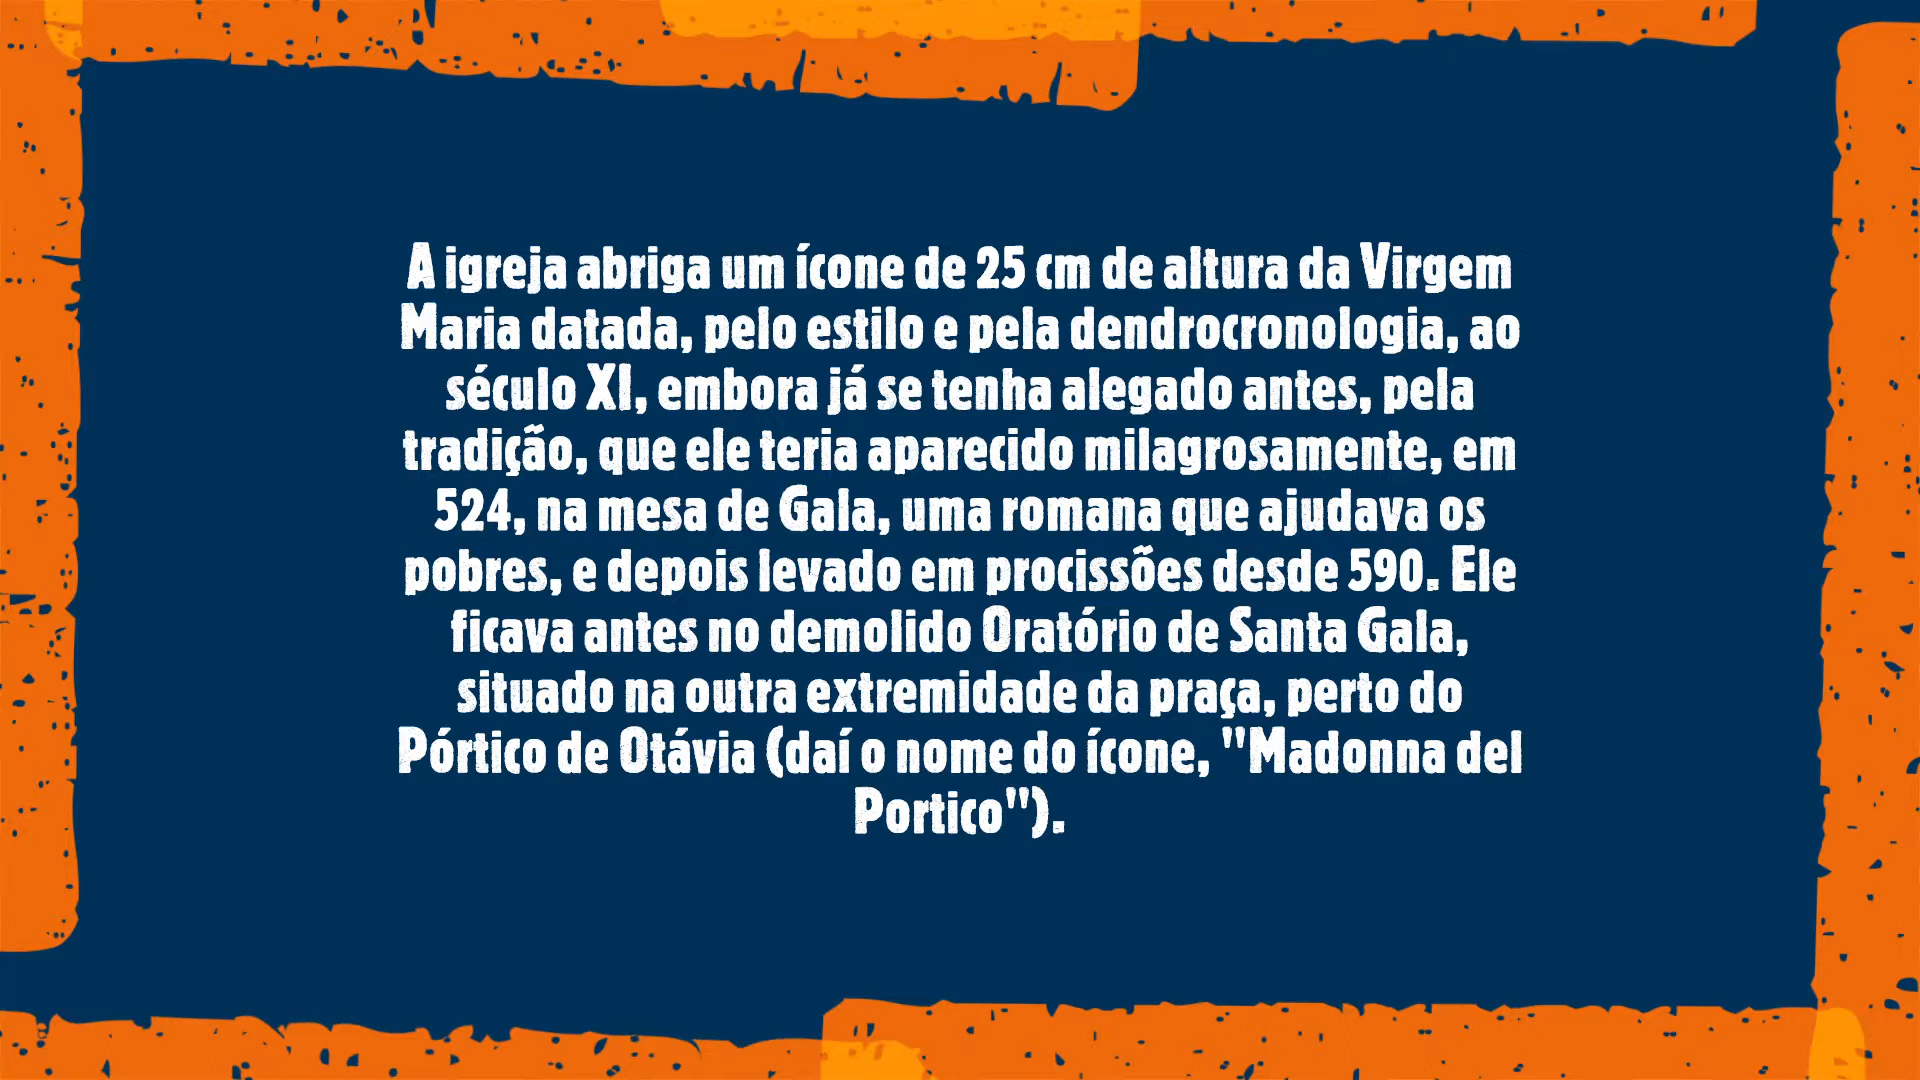 A igreja abriga um ícone de 25 cm de altura da Virgem
Maria datada, pelo estilo e pela dendrocronologia, ao
século XI, embora já se tenha alegado antes, pela
tradição, que ele teria aparecido milagrosamente, em
524, na mesa de Gala, uma romana que ajudava os
pobres, e depois levado em procissões desde 590. Ele
ficava antes no demolido Oratório de Santa Gala,
situado na outra extremidade da praça, perto do
Pórtico de Otávia (daí o nome do ícone, "Madonna del
Portico").